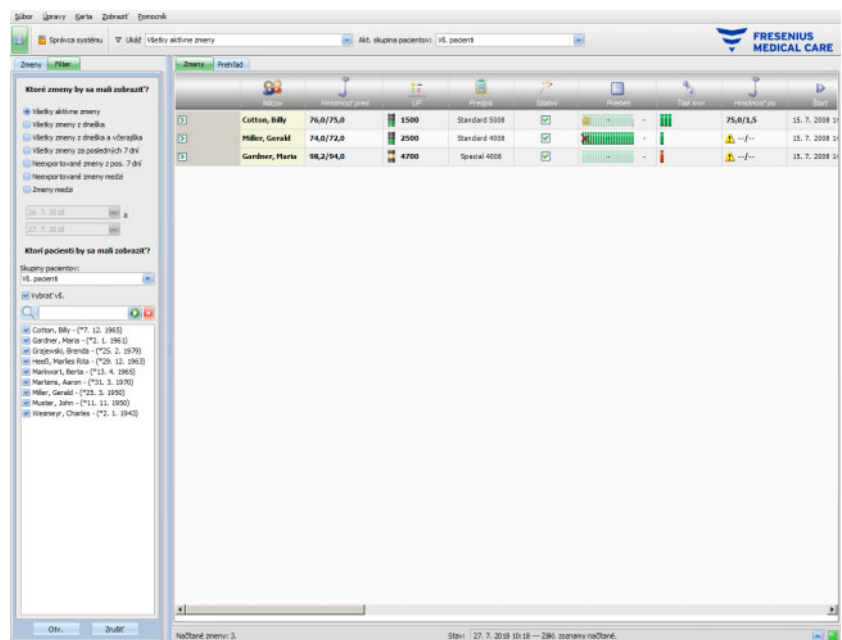 Súbor Úpravy Karta Zobraziť Pomocník
Správca systému Ukáž Všetky aktívne zmeny Akt. skupina pacientov: Vš. pacienti
FRESENIUS
MEDICAL CARE
Zmeny Filter
Ktoré zmeny by sa mali zobraziť?
Všetky aktívne zmeny
Všetky zmeny z dneška
Všetky zmeny z dneška a včerajška
Všetky zmeny za posledných 7 dní
Neexportované zmeny z pos. 7 dní
Neexportované zmeny medzi
Zmeny medzi
26. 7. 2018 a
27. 7. 2018
Ktorí pacienti by sa mali zobraziť?
Skupiny pacientov:
Vš. pacienti
Vybrať vš.
Cotton, Billy - (*7. 12. 1965)
Gardner, Maria - (*2. 1. 1961)
Grajewski, Brenda - (*25. 2. 1979)
Heeß, Marlies Rita - (*29. 12. 1963)
Markwort, Berta - (*13. 4. 1965)
Martens, Aaron - (*31. 3. 1970)
Miller, Gerald - (*25. 3. 1950)
Muster, John - (*11. 11. 1950)
Wesmeyr, Charles - (*2. 1. 1943)
Otv. Zrušiť
Zmeny Prehľad
Názov Hmotnosť pred UF Predpis Stanov Priebeh Tlak krvi Hmotnosť po Štart
Cotton, Billy 76,0/75,0 1500 Standard 5008 - - 75,0/1,5 15. 7. 2008 1
Miller, Gerald 74,0/72,0 2500 Standard 4008 - --/-- 15. 7. 2008 1
Gardner, Maria 98,2/94,0 4700 Special 4008 - - --/-- 15. 7. 2008 1
Načítané zmeny: 3. Stav: 27. 7. 2018 10:18 --- Zákl. zoznamy načítané.